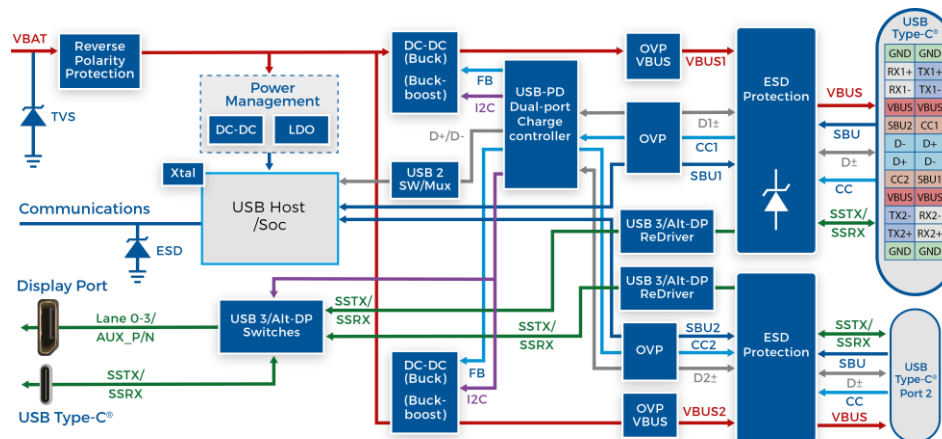 VBAT
Reverse
Polarity
Protection
TVS
Power
Management
DC-DC
LDO
Xtal
USB Host
/Soc
Communications
ESD
Display Port
Lane 0-3/
AUX_P/N
SSTX/
SSRX
USB Type-C®
USB 3/Alt-DP
Switches
DC-DC
(Buck)
(Buck-
boost)
FB
I2C
D+/D-
USB 2
SW/Mux
USB-PD
Dual-port
Charge
controller
OVP
VBUS
VBUS1
OVP
D1±
CC1
SBU1
USB 3/Alt-DP
ReDriver
USB 3/Alt-DP
ReDriver
SSTX/
SSRX
SSTX/
SSRX
DC-DC
(Buck)
(Buck-
boost)
FB
I2C
OVP
SBU2
CC2
D2±
OVP
VBUS
VBUS2
ESD
Protection
VBUS
SBU
D±
CC
SSTX/
SSRX
USB
Type-C®
GND GND
RX1+ TX1+
RX1- TX1-
VBUS VBUS
SBU2 CC1
D- D+
D+ D-
CC2 SBU1
VBUS VBUS
TX2- RX2-
TX2+ RX2+
GND GND
ESD
Protection
SSTX/
SSRX
SBU
D±
CC
VBUS
USB
Type-C®
Port 2